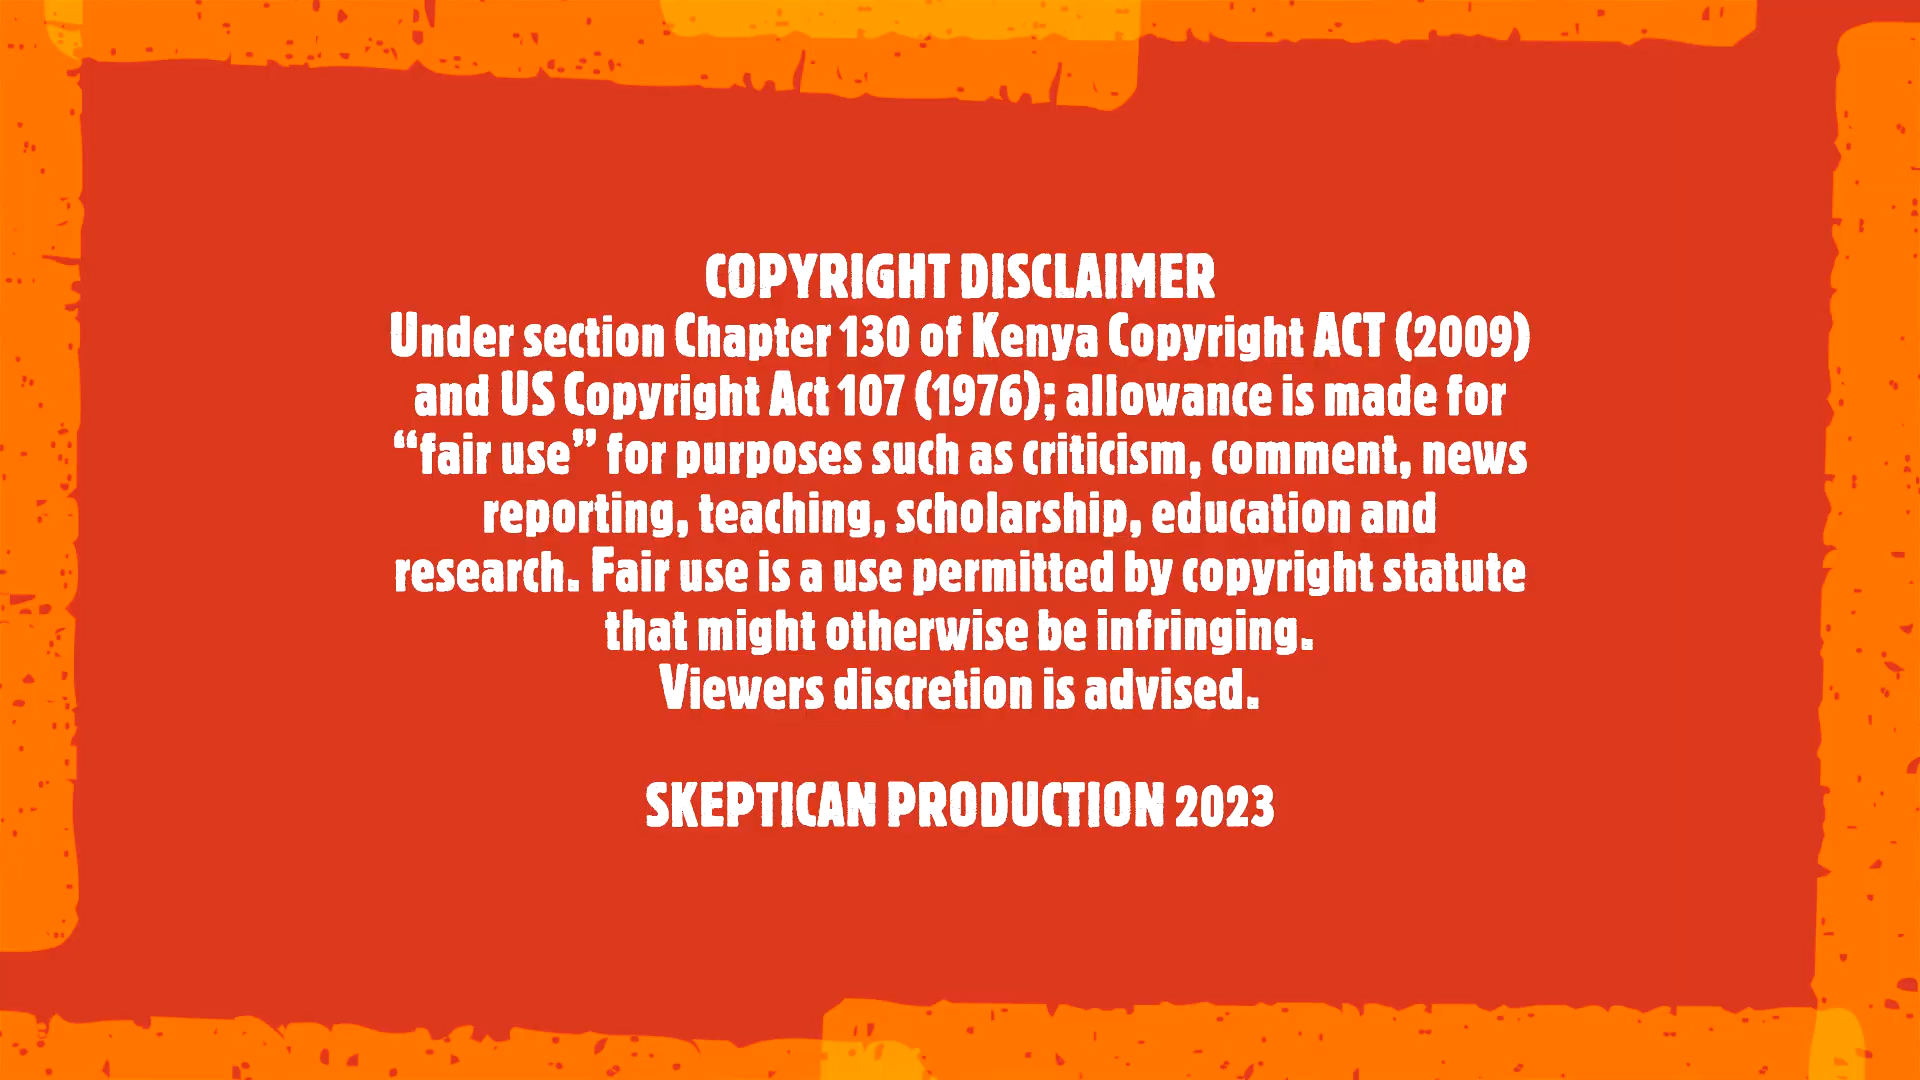 COPYRIGHT DISCLAIMER
Under section Chapter 130 of Kenya Copyright ACT (2009)
and US Copyright Act 107 (1976); allowance is made for
“fair use” for purposes such as criticism, comment, news
reporting, teaching, scholarship, education and
research. Fair use is a use permitted by copyright statute
that might otherwise be infringing.
Viewers discretion is advised.
SKEPTICAN PRODUCTION 2023